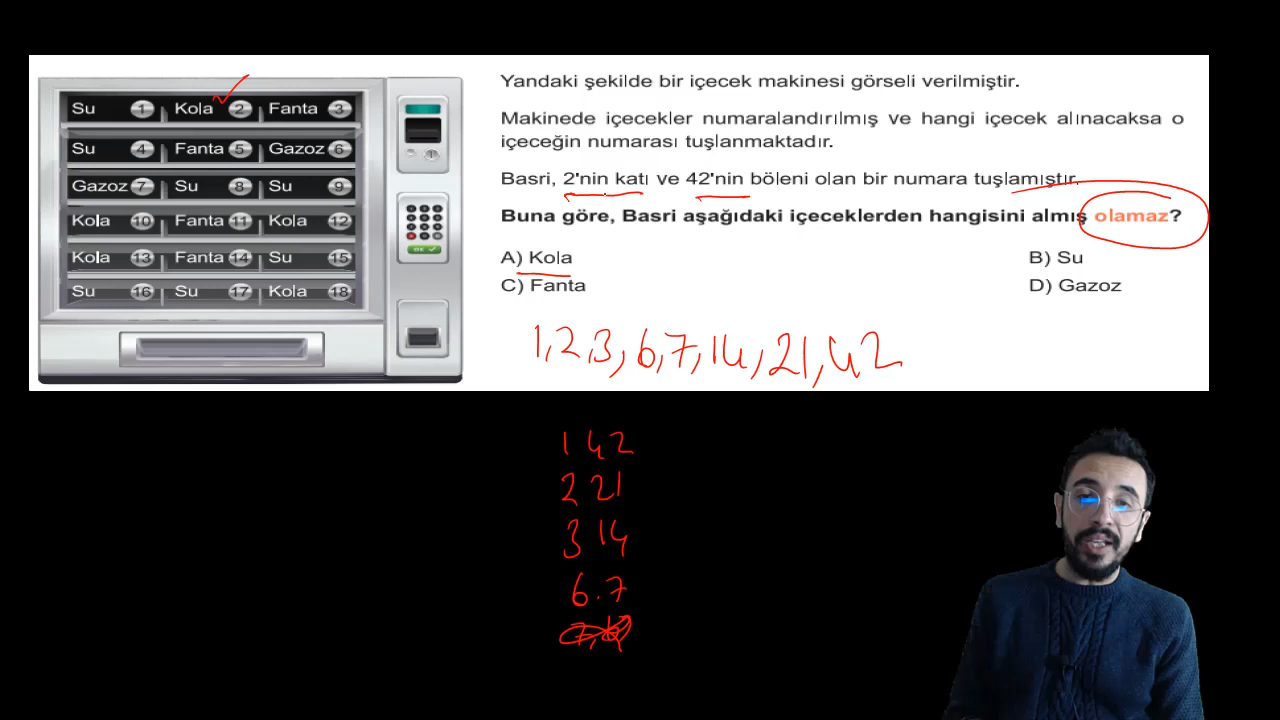 Su 1 Kola 2 Fanta 3
Su 4 Fanta 5 Gazoz 6
Gazoz 7 Su 8 Su 9
Kola 10 Fanta 11 Kola 12
Kola 13 Fanta 14 Su 15
Su 16 Su 17 Kola 18
OK
Yandaki şekilde bir içecek makinesi görseli verilmiştir.
Makinede içecekler numaralandırılmış ve hangi içecek alınacaksa o
içeceğin numarası tuşlanmaktadır.
Basri, 2'nin katı ve 42'nin böleni olan bir numara tuşlamıştır.
Buna göre, Basri aşağıdaki içeceklerden hangisini almış olamaz?
A) Kola B) Su
C) Fanta D) Gazoz
1, 2, 3, 6, 7, 14, 21, 42
1 42
2 21
3 14
6.7